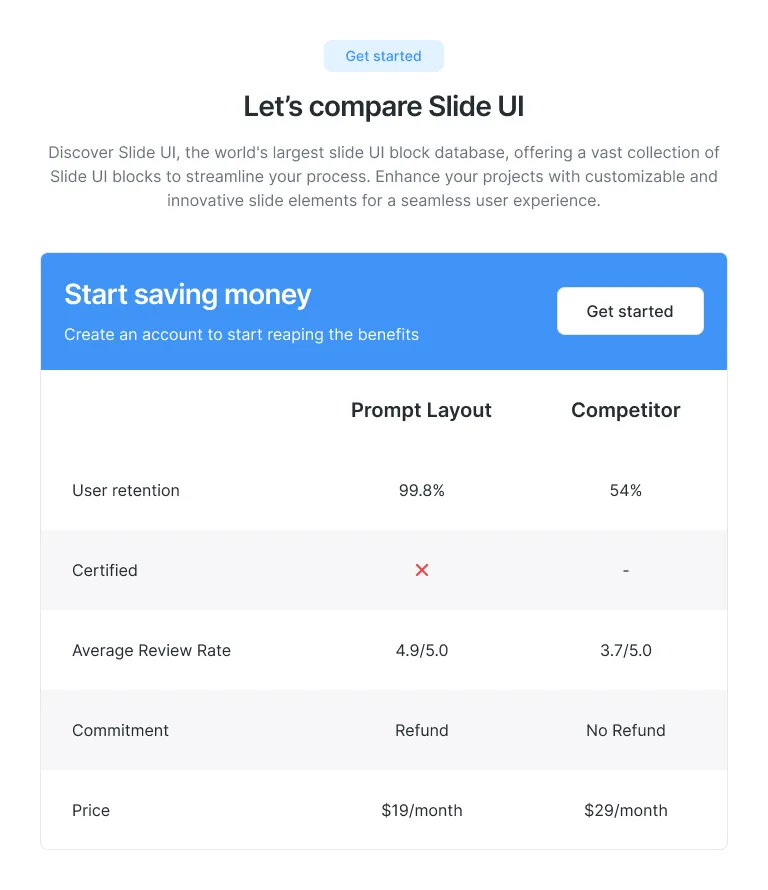 Get started
Let’s compare Slide UI
Discover Slide UI, the world's largest slide UI block database, offering a vast collection of
Slide UI blocks to streamline your process. Enhance your projects with customizable and
innovative slide elements for a seamless user experience.
Start saving money
Create an account to start reaping the benefits
Get started
Prompt Layout Competitor
User retention 99.8% 54%
Certified -
Average Review Rate 4.9/5.0 3.7/5.0
Commitment Refund No Refund
Price $19/month $29/month